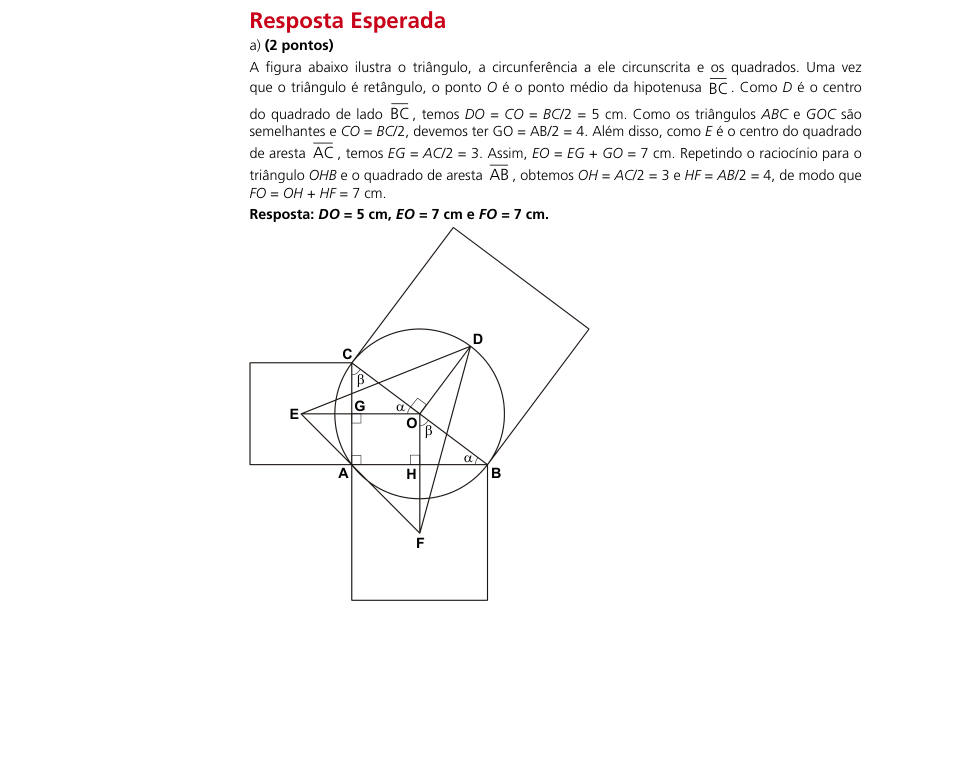 Resposta Esperada
a) (2 pontos)
A figura abaixo ilustra o triângulo, a circunferência a ele circunscrita e os quadrados. Uma vez
que o triângulo é retângulo, o ponto O é o ponto médio da hipotenusa B̅C̅. Como D é o centro
do quadrado de lado B̅C̅, temos DO = CO = BC/2 = 5 cm. Como os triângulos ABC e GOC são
semelhantes e CO = BC/2, devemos ter GO = AB/2 = 4. Além disso, como E é o centro do quadrado
de aresta A̅C̅, temos EG = AC/2 = 3. Assim, EO = EG + GO = 7 cm. Repetindo o raciocínio para o
triângulo OHB e o quadrado de aresta A̅B̅, obtemos OH = AC/2 = 3 e HF = AB/2 = 4, de modo que
FO = OH + HF = 7 cm.
Resposta: DO = 5 cm, EO = 7 cm e FO = 7 cm.
D
C
β
G
α
E
O
β
α
A
H
B
F